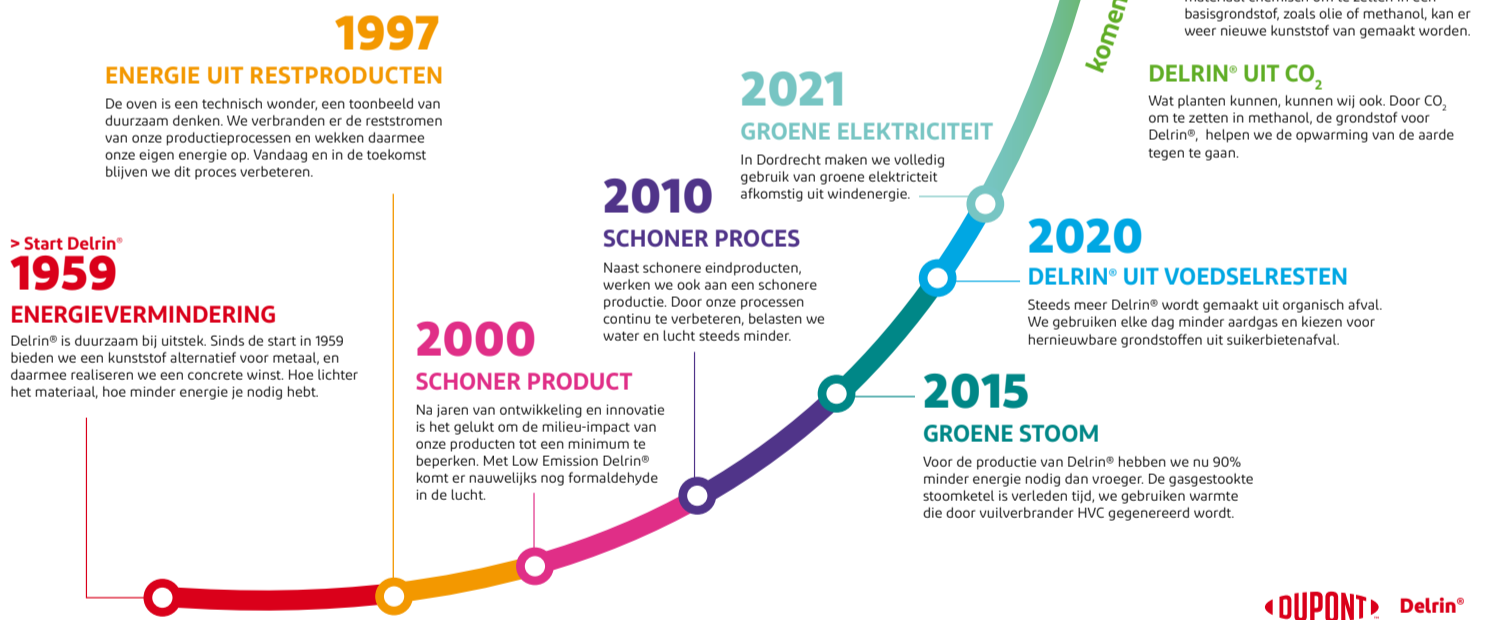 1997
ENERGIE UIT RESTPRODUCTEN
De oven is een technisch wonder, een toonbeeld van
duurzaam denken. We verbranden er de reststromen
van onze productieprocessen en wekken daarmee
onze eigen energie op. Vandaag en in de toekomst
blijven we dit proces verbeteren.
> Start Delrin®
1959
ENERGIEVERMINDERING
Delrin® is duurzaam bij uitstek. Sinds de start in 1959
bieden we een kunststof alternatief voor metaal, en
daarmee realiseren we een concrete winst. Hoe lichter
het materiaal, hoe minder energie je nodig hebt.
2000
SCHONER PRODUCT
Na jaren van ontwikkeling en innovatie
is het gelukt om de milieu-impact van
onze producten tot een minimum te
beperken. Met Low Emission Delrin®
komt er nauwelijks nog formaldehyde
in de lucht.
2010
SCHONER PROCES
Naast schonere eindproducten,
werken we ook aan een schonere
productie. Door onze processen
continu te verbeteren, belasten we
water en lucht steeds minder.
2021
GROENE ELEKTRICITEIT
In Dordrecht maken we volledig
gebruik van groene elektricteit
afkomstig uit windenergie.
komen
basisgrondstof, zoals olie of methanol, kan er
weer nieuwe kunststof van gemaakt worden.
DELRIN® UIT CO₂
Wat planten kunnen, kunnen wij ook. Door CO₂
om te zetten in methanol, de grondstof voor
Delrin®, helpen we de opwarming van de aarde
tegen te gaan.
2020
DELRIN® UIT VOEDSELRESTEN
Steeds meer Delrin® wordt gemaakt uit organisch afval.
We gebruiken elke dag minder aardgas en kiezen voor
hernieuwbare grondstoffen uit suikerbietenafval.
2015
GROENE STOOM
Voor de productie van Delrin® hebben we nu 90%
minder energie nodig dan vroeger. De gasgestookte
stoomketel is verleden tijd, we gebruiken warmte
die door vuilverbrander HVC gegenereerd wordt.
DUPONT™ Delrin®